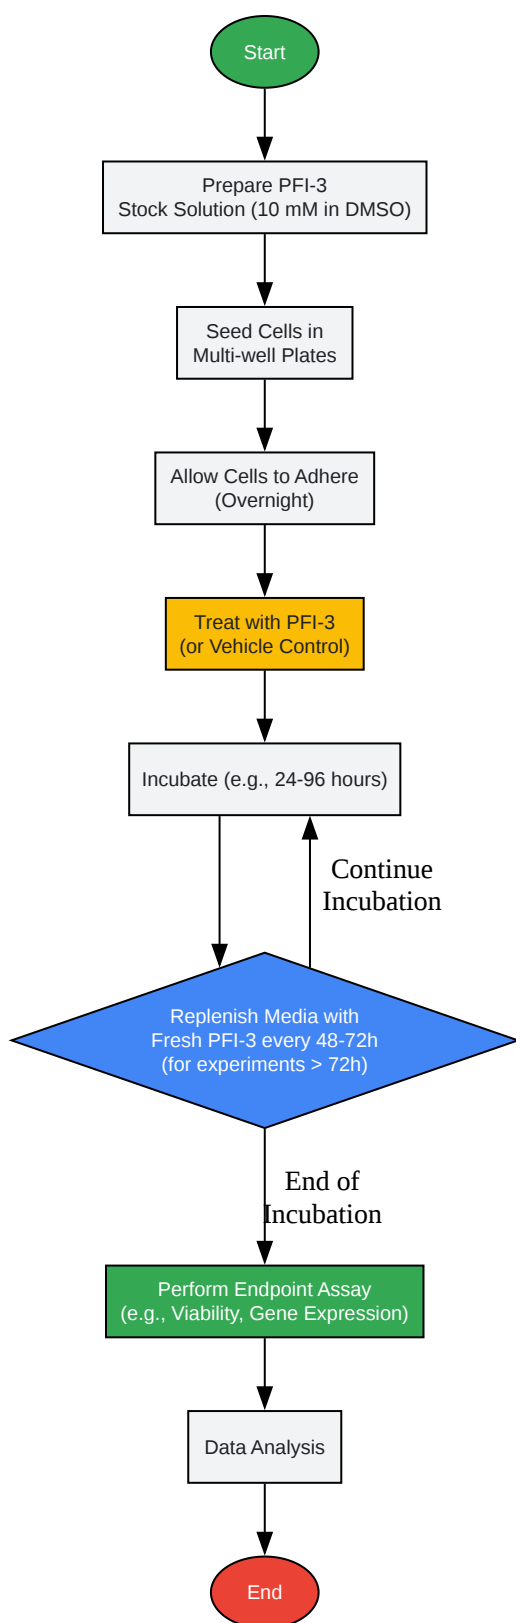 Start
Prepare PFI-3
Stock Solution (10 mM in DMSO)
Seed Cells in
Multi-well Plates
Allow Cells to Adhere
(Overnight)
Treat with PFI-3
(or Vehicle Control)
Incubate (e.g., 24-96 hours)
Continue
Incubation
Replenish Media with
Fresh PFI-3 every 48-72h
(for experiments > 72h)
End of
Incubation
Perform Endpoint Assay
(e.g., Viability, Gene Expression)
Data Analysis
End